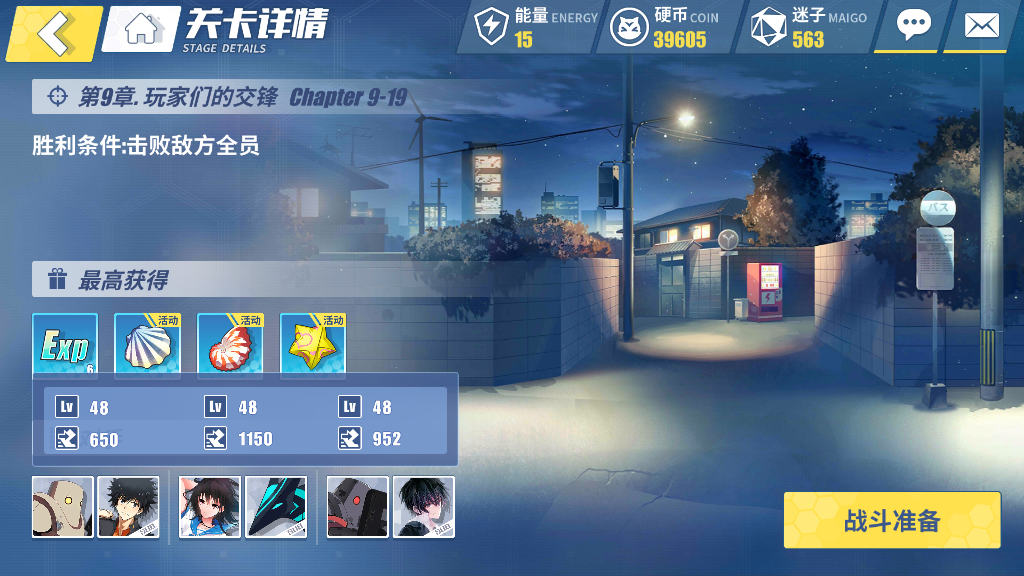 关卡详情
STAGE DETAILS
能量 ENERGY
15
硬币 COIN
39605
迷子 MAIGO
563
第9章.玩家们的交锋 Chapter 9-19
胜利条件:击败敌方全员
バス
最高获得
Exp
6
活动
活动
活动
Lv 48
Lv 48
Lv 48
650
1150
952
战斗准备